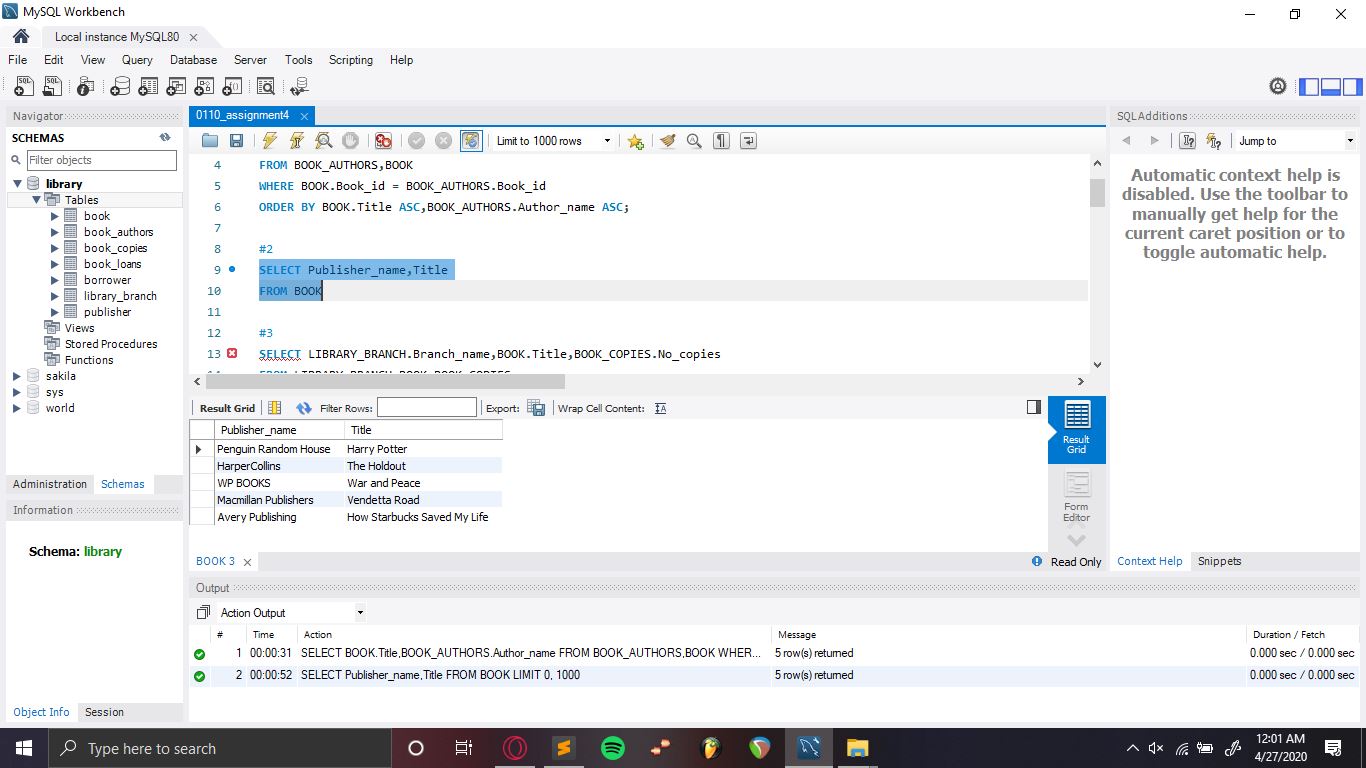 MySQL Workbench
Local instance MySQL80
File Edit View Query Database Server Tools Scripting Help
Navigator
SCHEMAS
Filter objects
library
Tables
book
book_authors
book_copies
book_loans
borrower
library_branch
publisher
Views
Stored Procedures
Functions
sakila
sys
world
Administration Schemas
Information
Schema: library
Object Info Session
0110_assignment4
Limit to 1000 rows
4 FROM BOOK_AUTHORS,BOOK
5 WHERE BOOK.Book_id = BOOK_AUTHORS.Book_id
6 ORDER BY BOOK.Title ASC,BOOK_AUTHORS.Author_name ASC;
7
8 #2
9 SELECT Publisher_name,Title
10 FROM BOOK
11
12 #3
13 SELECT LIBRARY_BRANCH.Branch_name,BOOK.Title,BOOK_COPIES.No_copies
14 FROM LIBRARY_BRANCH,BOOK,BOOK_COPIES
Result Grid Filter Rows: Export: Wrap Cell Content:
Publisher_name Title
Penguin Random House Harry Potter
HarperCollins The Holdout
WP BOOKS War and Peace
Macmillan Publishers Vendetta Road
Avery Publishing How Starbucks Saved My Life
Result Grid
Form Editor
BOOK 3
Read Only
SQLAdditions
Jump to
Automatic context help is
disabled. Use the toolbar to
manually get help for the
current caret position or to
toggle automatic help.
Context Help Snippets
Output
Action Output
# Time Action Message Duration / Fetch
1 00:00:31 SELECT BOOK.Title,BOOK_AUTHORS.Author_name FROM BOOK_AUTHORS,BOOK WHER... 5 row(s) returned 0.000 sec / 0.000 sec
2 00:00:52 SELECT Publisher_name,Title FROM BOOK LIMIT 0, 1000 5 row(s) returned 0.000 sec / 0.000 sec
Type here to search
12:01 AM
4/27/2020